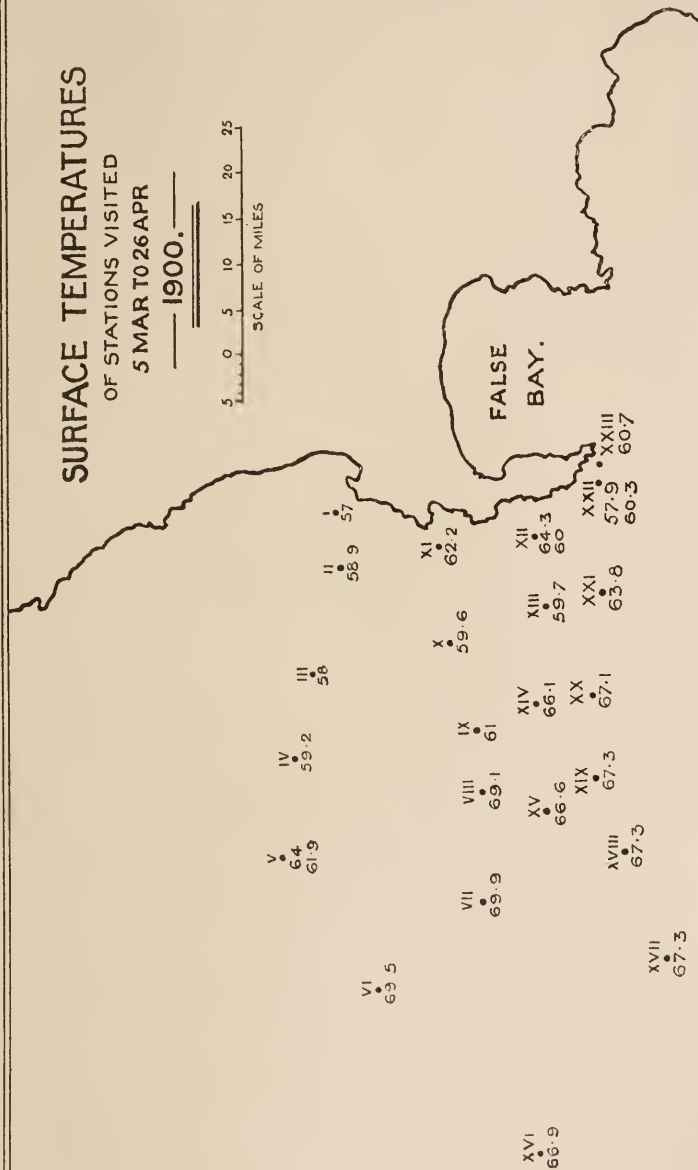 SURFACE TEMPERATURES
OF STATIONS VISITED
5 MAR TO 26 APR
1900.
5 0 5 10 15 20 25
SCALE OF MILES
FALSE
BAY.
I
57
II
58.9
III
58
IV
59.2
V
64
61.9
VI
69.5
VII
69.9
VIII
69.1
IX
61
X
59.6
XI
62.2
XII
64.3
60
XIII
59.7
XIV
66.1
XV
66.6
XVI
66.9
XVII
67.3
XVIII
67.3
XIX
67.3
XX
67.1
XXI
63.8
XXII
57.9
60.3
XXIII
60.7